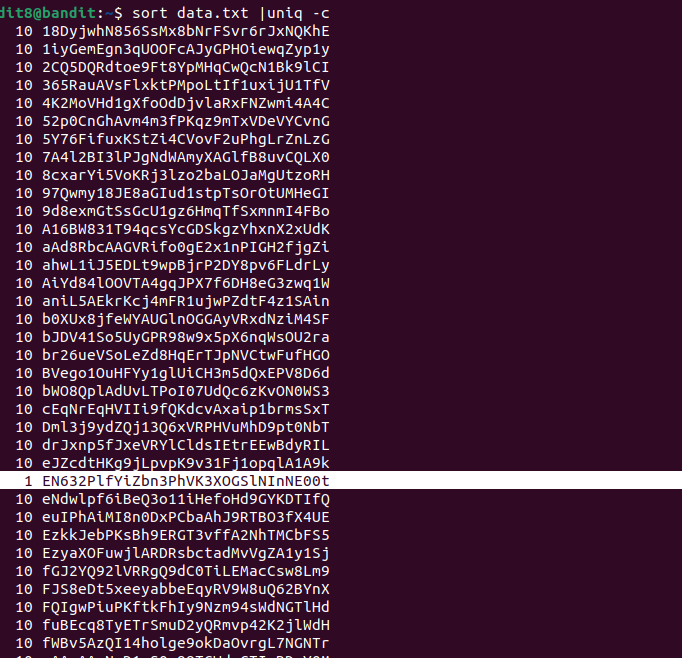 dit8@bandit:~$ sort data.txt |uniq -c
10 18DyjwhN856SsMx8bNrFSvr6rJxNQKhE
10 1iyGemEgn3qUOOFcAJyGPHOiewqZyp1y
10 2CQ5DQRdtoe9Ft8YpMHqCwQcN1Bk9lCI
10 365RauAVsFlxktPMpoLtIf1uxijU1TfV
10 4K2MoVHd1gXfoOdDjvlaRxFNZwmi4A4C
10 52p0CnGhAvm4m3fPKqz9mTxVDeVYCvnG
10 5Y76FifuxKStZi4CVovF2uPhgLrZnLzG
10 7A4l2BI3lPJgNdWAmyXAGlfB8uvCQLX0
10 8cxarYi5VoKRj3lzo2baLOJaMgUtzoRH
10 97Qwmy18JE8aGIud1stpTsOrOtUMHeGI
10 9d8exmGtSsGcU1gz6HmqTfSxmnmI4FBo
10 A16BW831T94qcsYcGDSkgzYhxnX2xUdK
10 aAd8RbcAAGVRifo0gE2x1nPIGH2fjgZi
10 ahwL1iJ5EDLt9wpBjrP2DY8pv6FLdrLy
10 AiYd84lOOVTA4gqJPX7f6DH8eG3zwq1W
10 aniL5AEkrKcj4mFR1ujwPZdtF4z1SAin
10 b0XUx8jfeWYAUGlnOGGAyVRxdNziM4SF
10 bJDV41So5UyGPR98w9x5pX6nqWsOU2ra
10 br26ueVSoLeZd8HqErTJpNVCtwFufHGO
10 BVego1OuHFYy1glUiCH3m5dQxEPV8D6d
10 bWO8QplAdUvLTPoI07UdQc6zKvON0WS3
10 cEqNrEqHVIIi9fQKdcvAxaip1brmsSxT
10 Dml3j9ydZQj13Q6xVRPHVuMhD9pt0NbT
10 drJxnp5fJxeVRYlCldsIEtrEEwBdyRIL
10 eJZcdtHKg9jLpvpK9v31Fj1opqlA1A9k
1 EN632PlfYiZbn3PhVK3XOGSlNInNE00t
10 eNdwlpf6iBeQ3o11iHefoHd9GYKDTIfQ
10 euIPhAiMI8n0DxPCbaAhJ9RTBO3fX4UE
10 EzkkJebPKsBh9ERGT3vffA2NhTMCbFS5
10 EzyaXOFuwjlARDRsbctadMvVgZA1y1Sj
10 fGJ2YQ92lVRRgQ9dC0TiLEMacCsw8Lm9
10 FJS8eDt5xeeyabbeEqyRV9W8uQ62BYnX
10 FQIgwPiuPKftkFhIy9Nzm94sWdNGTlHd
10 fuBEcq8TyETrSmuD2yQRmvp42K2jlWdH
10 fWBv5AzQI14holge9okDaOvrgL7NGNTr